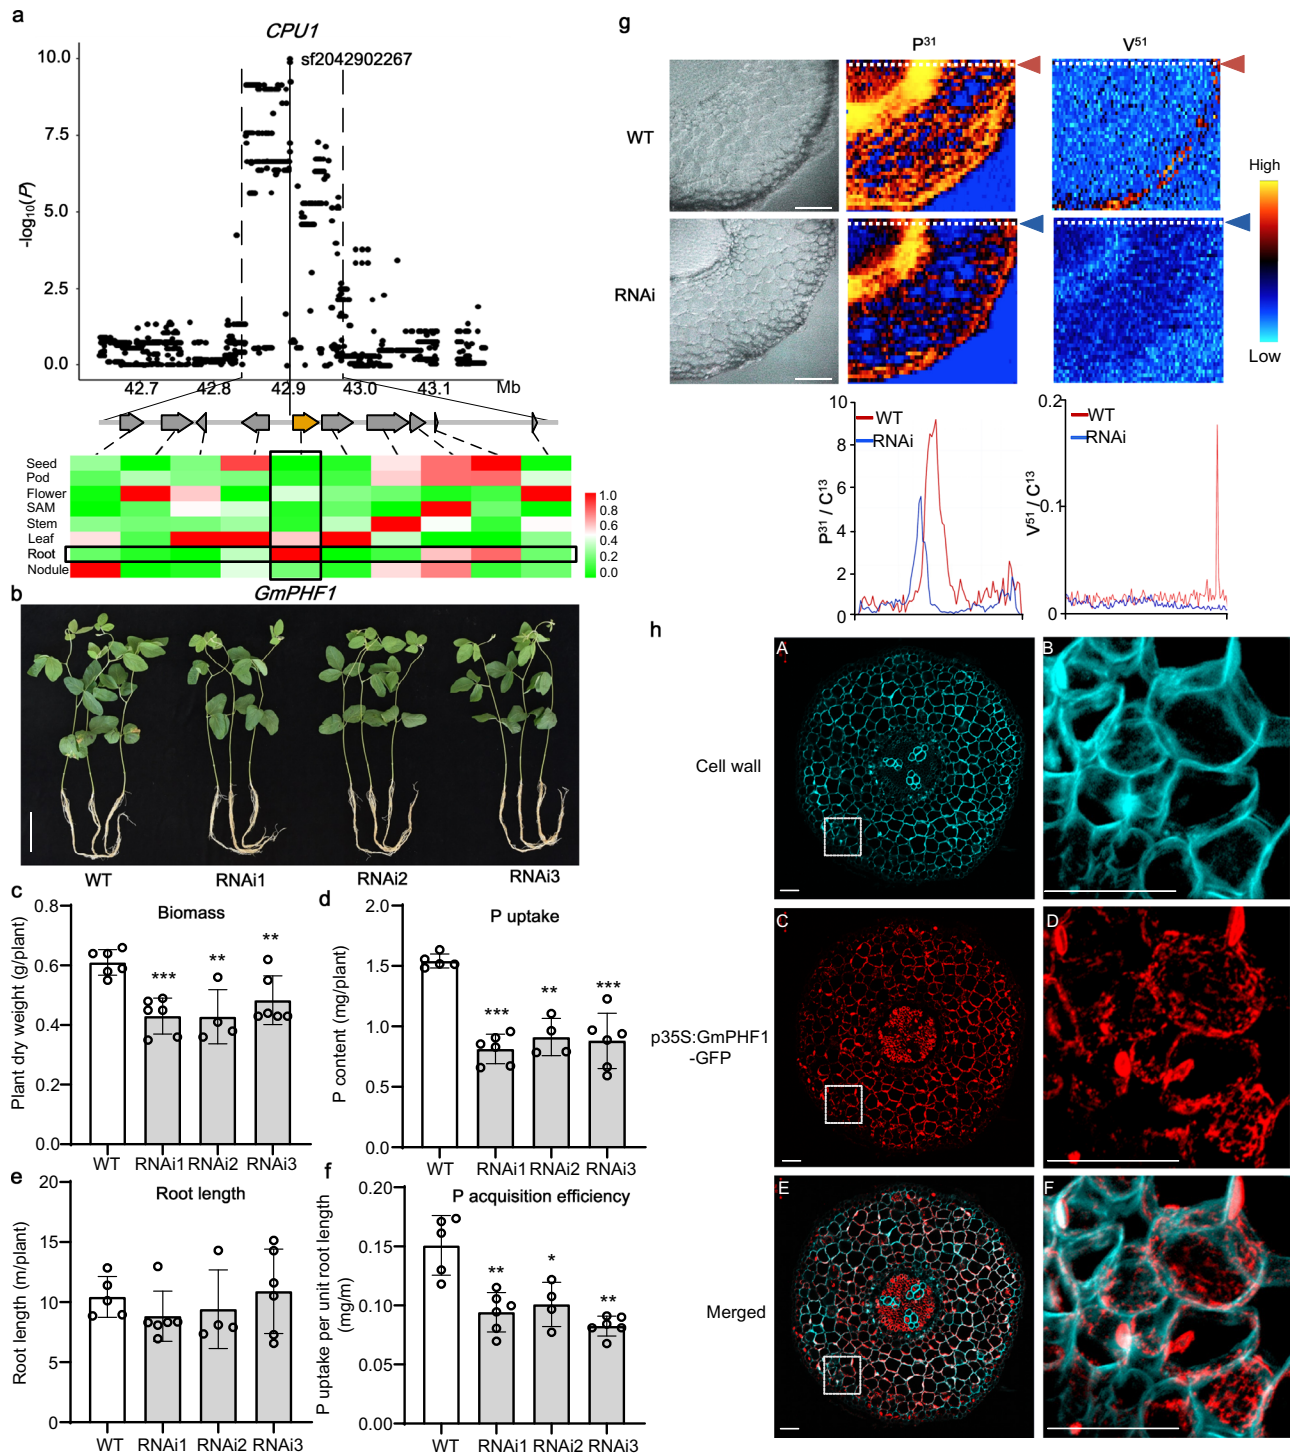 a
CPU1
sf2042902267
10.0
7.5
5.0
2.5
0.0
-log10(P)
42.7 42.8 42.9 43.0 43.1 Mb
Seed
Pod
Flower
SAM
Stem
Leaf
Root
Nodule
1.0
0.8
0.6
0.4
0.2
0.0
GmPHF1
b
WT RNAi1 RNAi2 RNAi3
c
Biomass
Plant dry weight (g/plant)
0.8
0.6
0.4
0.2
0.0
*** ** **
WT RNAi1 RNAi2 RNAi3
d
P uptake
P content (mg/plant)
2.0
1.5
1.0
0.5
0.0
*** ** ***
WT RNAi1 RNAi2 RNAi3
e
Root length
Root length (m/plant)
20
15
10
5
0
WT RNAi1 RNAi2 RNAi3
f
P acquisition efficiency
P uptake per unit root length
(mg/m)
0.20
0.15
0.10
0.05
0.00
** * **
WT RNAi1 RNAi2 RNAi3
g
P31 V51
WT
RNAi
High
Low
WT
RNAi
P31 / C13
10
8
6
4
2
0
WT
RNAi
V51 / C13
0.2
0.1
0
h
A B
Cell wall
C D
p35S:GmPHF1
-GFP
E F
Merged